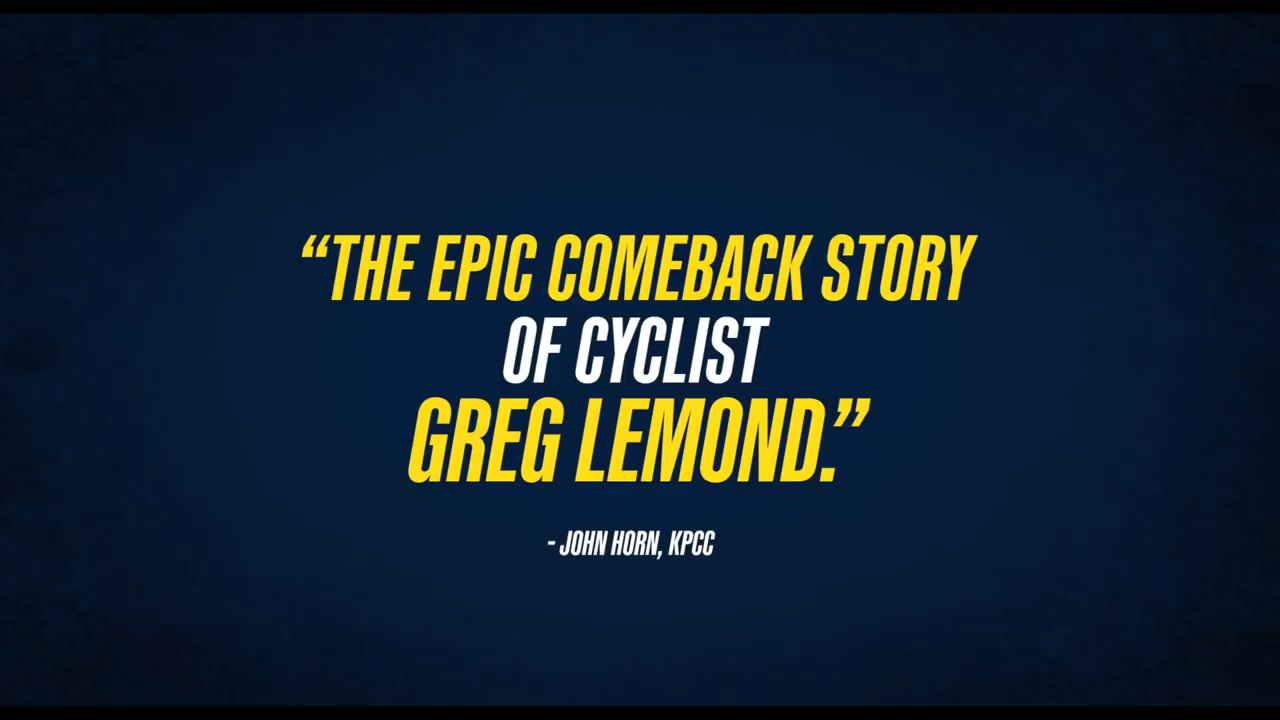 “THE EPIC COMEBACK STORY
OF CYCLIST
GREG LEMOND.”
- JOHN HORN, KPCC